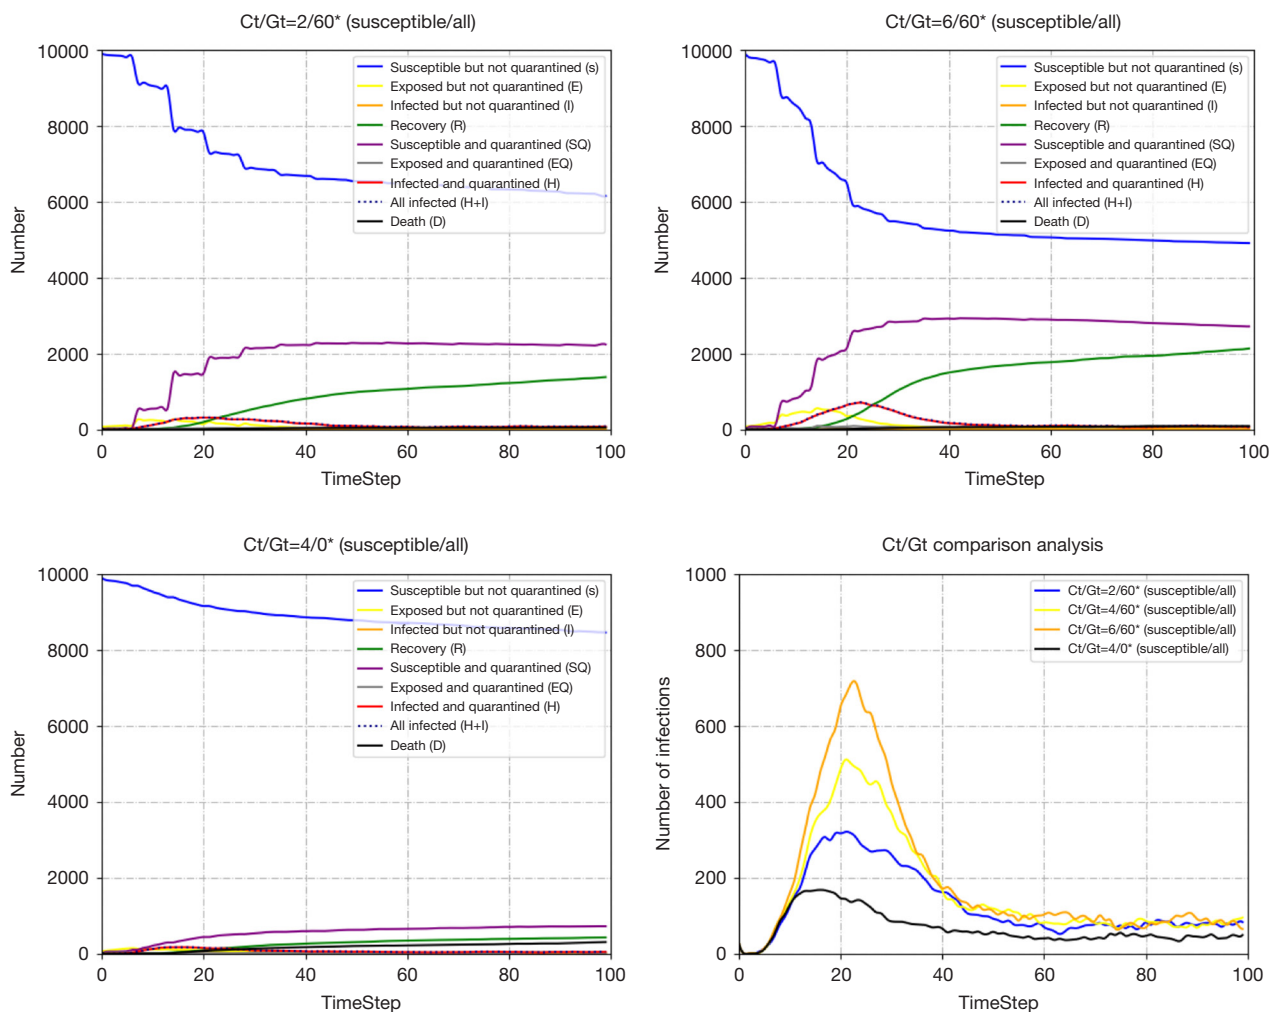 Ct/Gt=2/60* (susceptible/all)
10000
8000
6000
4000
2000
0
Number
Susceptible but not quarantined (s)
Exposed but not quarantined (E)
Infected but not quarantined (I)
Recovery (R)
Susceptible and quarantined (SQ)
Exposed and quarantined (EQ)
Infected and quarantined (H)
All infected (H+I)
Death (D)
0 20 40 60 80 100
TimeStep
Ct/Gt=6/60* (susceptible/all)
10000
8000
6000
4000
2000
0
Number
Susceptible but not quarantined (s)
Exposed but not quarantined (E)
Infected but not quarantined (I)
Recovery (R)
Susceptible and quarantined (SQ)
Exposed and quarantined (EQ)
Infected and quarantined (H)
All infected (H+I)
Death (D)
0 20 40 60 80 100
TimeStep
Ct/Gt=4/0* (susceptible/all)
10000
8000
6000
4000
2000
0
Number
Susceptible but not quarantined (s)
Exposed but not quarantined (E)
Infected but not quarantined (I)
Recovery (R)
Susceptible and quarantined (SQ)
Exposed and quarantined (EQ)
Infected and quarantined (H)
All infected (H+I)
Death (D)
0 20 40 60 80 100
TimeStep
Ct/Gt comparison analysis
1000
800
600
400
200
0
Number of infections
Ct/Gt=2/60* (susceptible/all)
Ct/Gt=4/60* (susceptible/all)
Ct/Gt=6/60* (susceptible/all)
Ct/Gt=4/0* (susceptible/all)
0 20 40 60 80 100
TimeStep